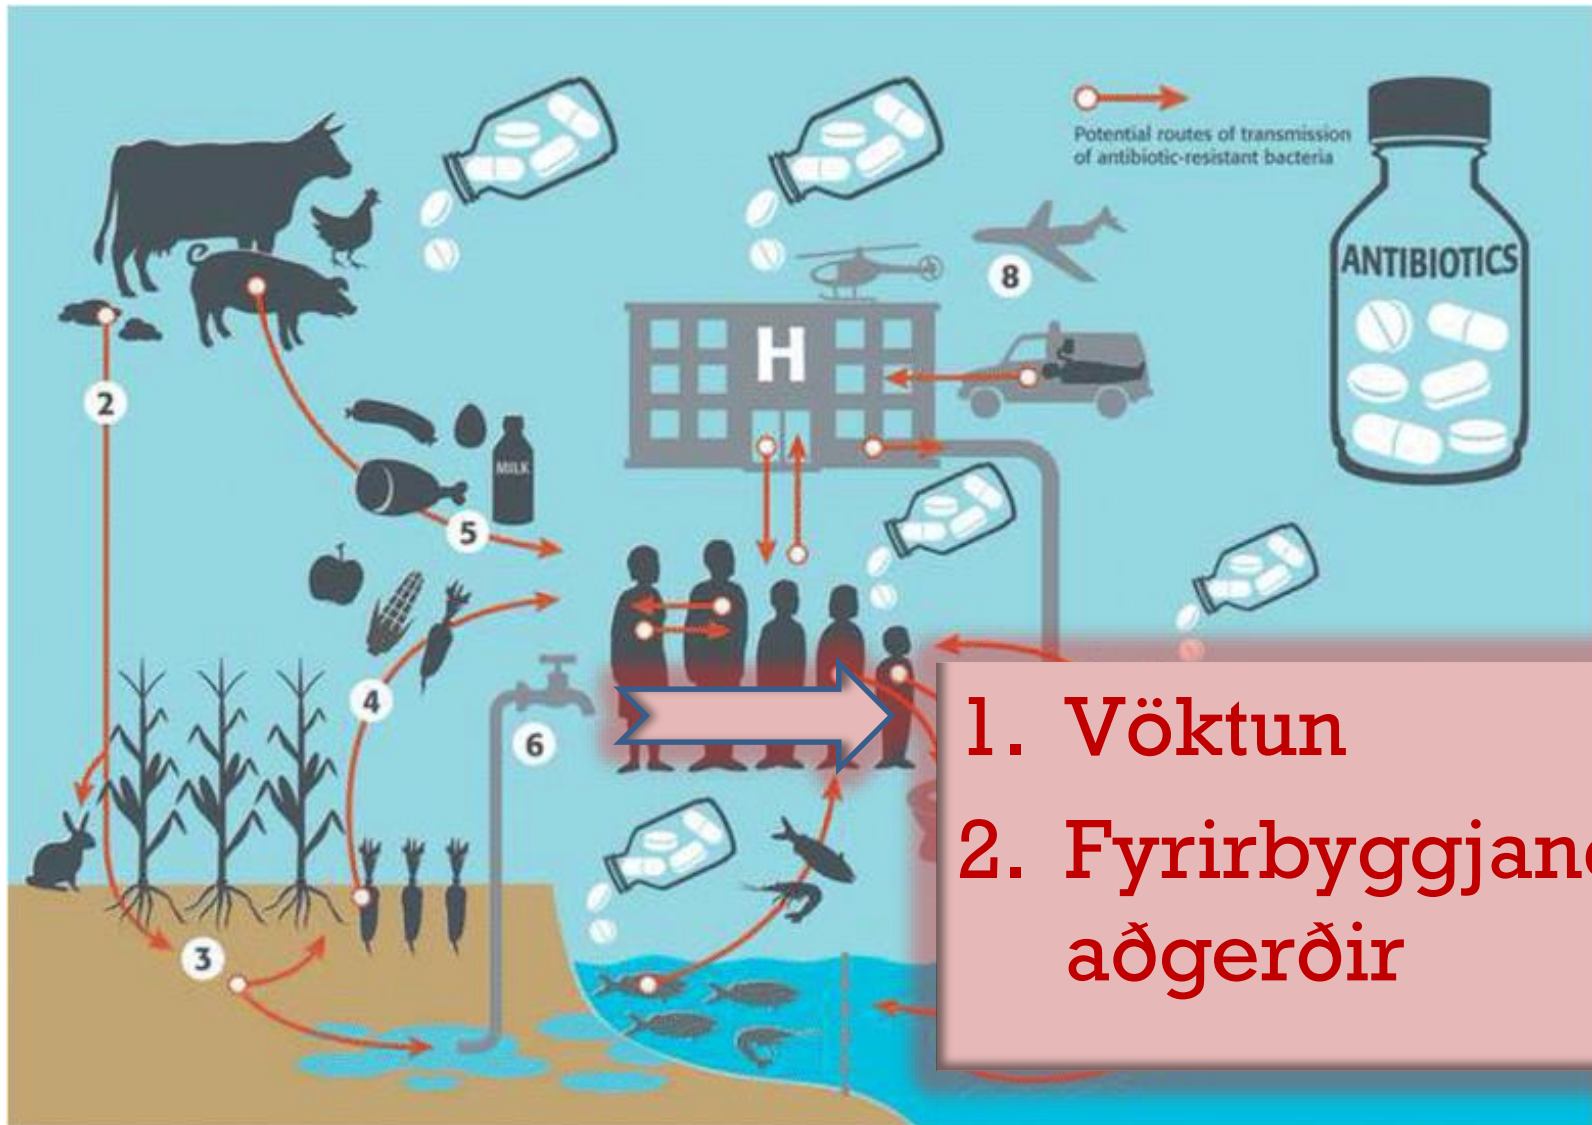 Potential routes of transmission
of antibiotic-resistant bacteria
ANTIBIOTICS
8
H
2
MILK
5
4
6
3
1. Vöktun
2. Fyrirbyggjand
aðgerðir